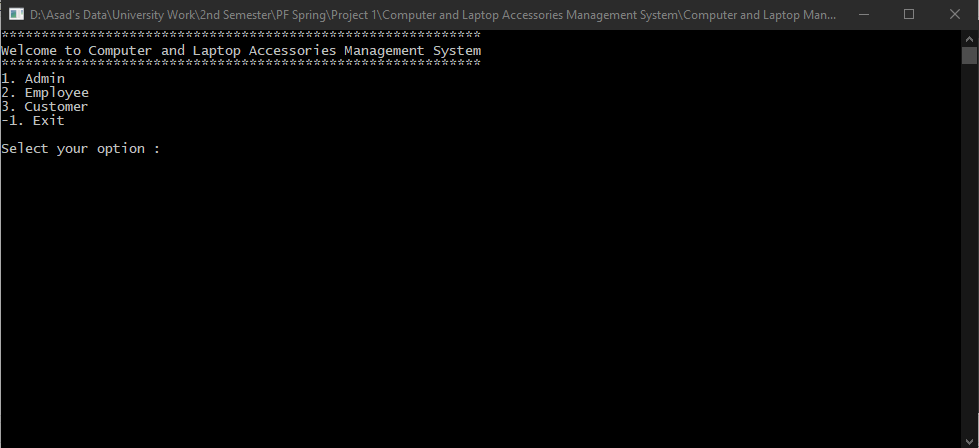 D:\Asad's Data\University Work\2nd Semester\PF Spring\Project 1\Computer and Laptop Accessories Management System\Computer and Laptop Man...
************************************************************
Welcome to Computer and Laptop Accessories Management System
************************************************************
1. Admin
2. Employee
3. Customer
-1. Exit
Select your option :